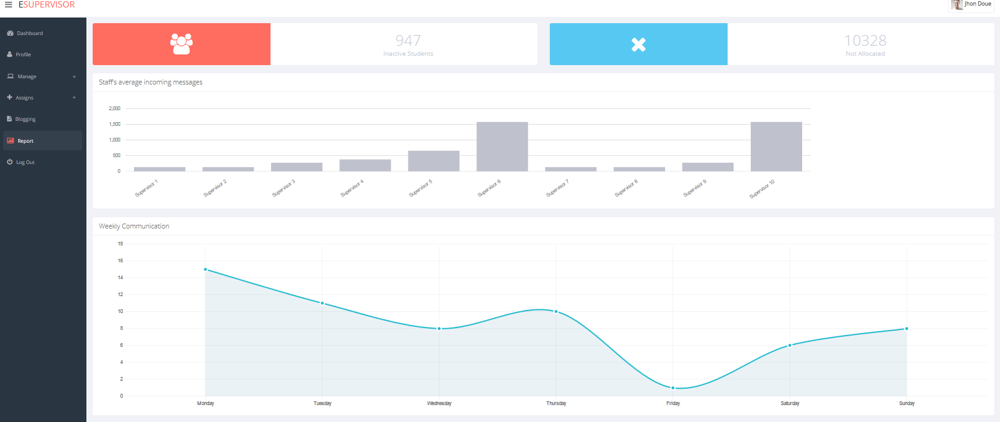 ESUPERVISOR
Jhon Doue
Dashboard
Profile
Manage +
Assigns +
Blogging
Report
Log Out
947
Inactive Students
10328
Not Allocated
Staff's average incoming messages
2,000
1,500
1,000
500
0
Supervisor 1
Supervisor 2
Supervisor 3
Supervisor 4
Supervisor 5
Supervisor 6
Supervisor 7
Supervisor 8
Supervisor 9
Supervisor 10
Weekly Communication
18
16
14
12
10
8
6
4
2
0
Monday
Tuesday
Wednesday
Thursday
Friday
Saturday
Sunday